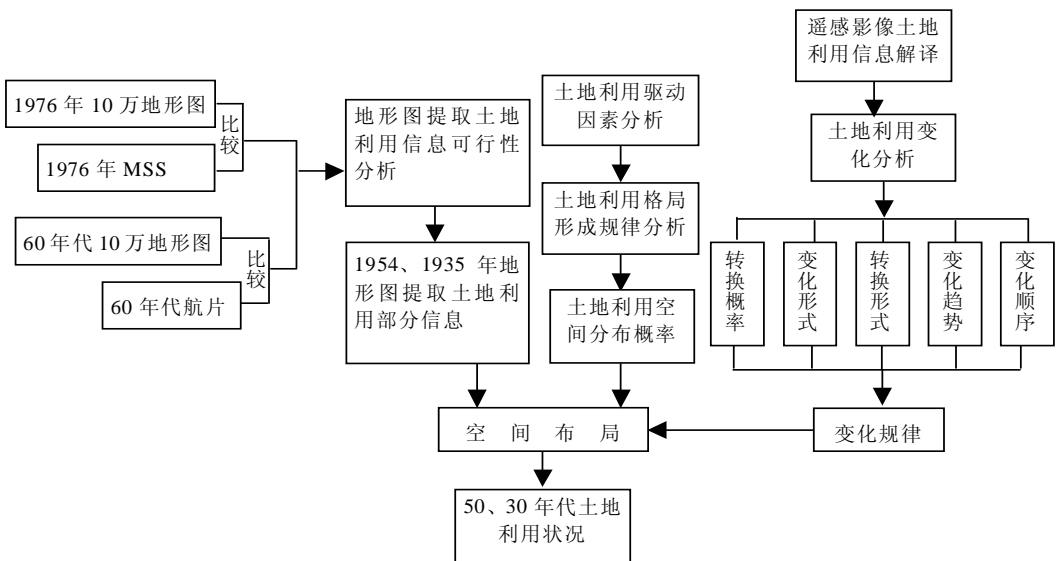 1976 年 10 万地形图
1976 年 MSS
比较
60 年代 10 万地形图
60 年代航片
比较
地形图提取土地
利用信息可行性
分析
1954、1935 年地
形图提取土地利
用部分信息
土地利用驱动
因素分析
土地利用格局
形成规律分析
土地利用空
间分布概率
遥感影像土地
利用信息解译
土地利用变
化分析
转换概率
变化形式
转换形式
变化趋势
变化顺序
变化规律
空间布局
50、30 年代土地
利用状况